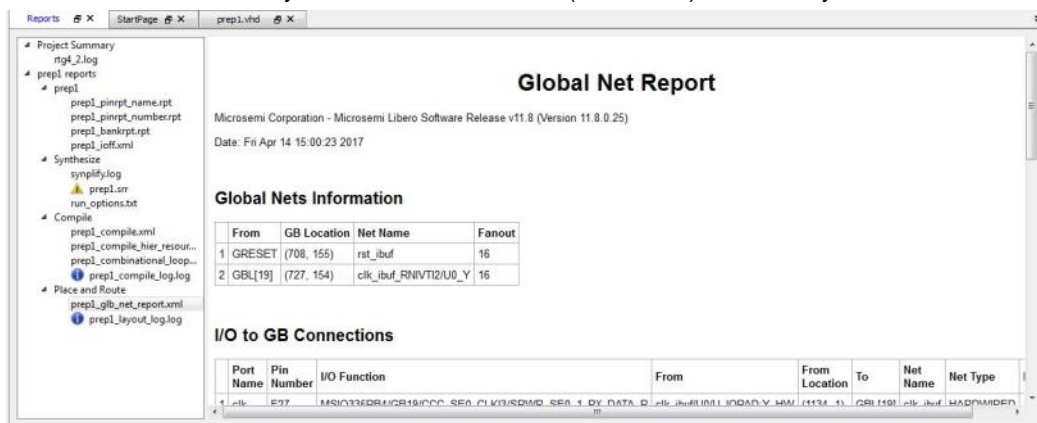 Reports
StartPage
prep1.vhd
Project Summary
rtg4_2.log
prep1 reports
prep1
prep1_pinrpt_name.rpt
prep1_pinrpt_number.rpt
prep1_bankrpt.rpt
prep1_ioff.xml
Synthesize
synplify.log
prep1.srr
run_options.txt
Compile
prep1_compile.xml
prep1_compile_hier_resour...
prep1_combinational_loop...
prep1_compile_log.log
Place and Route
prep1_glb_net_report.xml
prep1_layout_log.log
Global Net Report
Microsemi Corporation - Microsemi Libero Software Release v11.8 (Version 11.8.0.25)
Date: Fri Apr 14 15:00:23 2017
Global Nets Information
From GB Location Net Name Fanout
1 GRESET (708, 155) rst_ibuf 16
2 GBL[19] (727, 154) clk_ibuf_RNIVTI2/U0_Y 16
I/O to GB Connections
Port Name Pin Number I/O Function From From Location To Net Name Net Type
1 clk E27 (1134, 1) GBL[19] clk_ibuf HARDWIRED